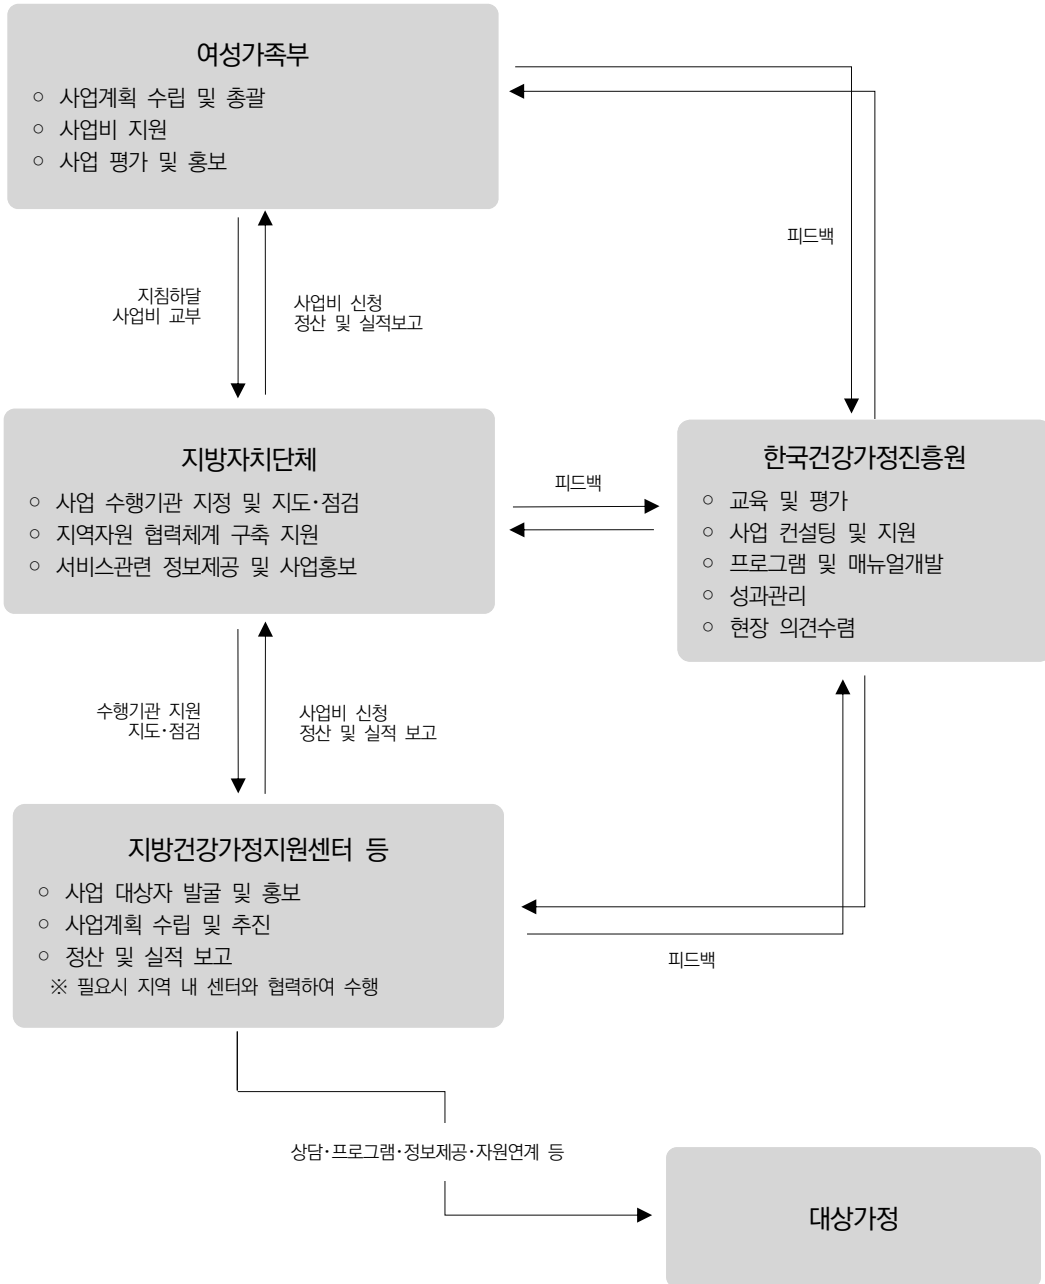 여성가족부
○ 사업계획 수립 및 총괄
○ 사업비 지원
○ 사업 평가 및 홍보
피드백
지침하달
사업비 교부
사업비 신청
정산 및 실적보고
지방자치단체
○ 사업 수행기관 지정 및 지도·점검
○ 지역자원 협력체계 구축 지원
○ 서비스관련 정보제공 및 사업홍보
피드백
한국건강가정진흥원
○ 교육 및 평가
○ 사업 컨설팅 및 지원
○ 프로그램 및 매뉴얼개발
○ 성과관리
○ 현장 의견수렴
수행기관 지원
지도·점검
사업비 신청
정산 및 실적 보고
지방건강가정지원센터 등
○ 사업 대상자 발굴 및 홍보
○ 사업계획 수립 및 추진
○ 정산 및 실적 보고
※ 필요시 지역 내 센터와 협력하여 수행
피드백
상담·프로그램·정보제공·자원연계 등
대상가정